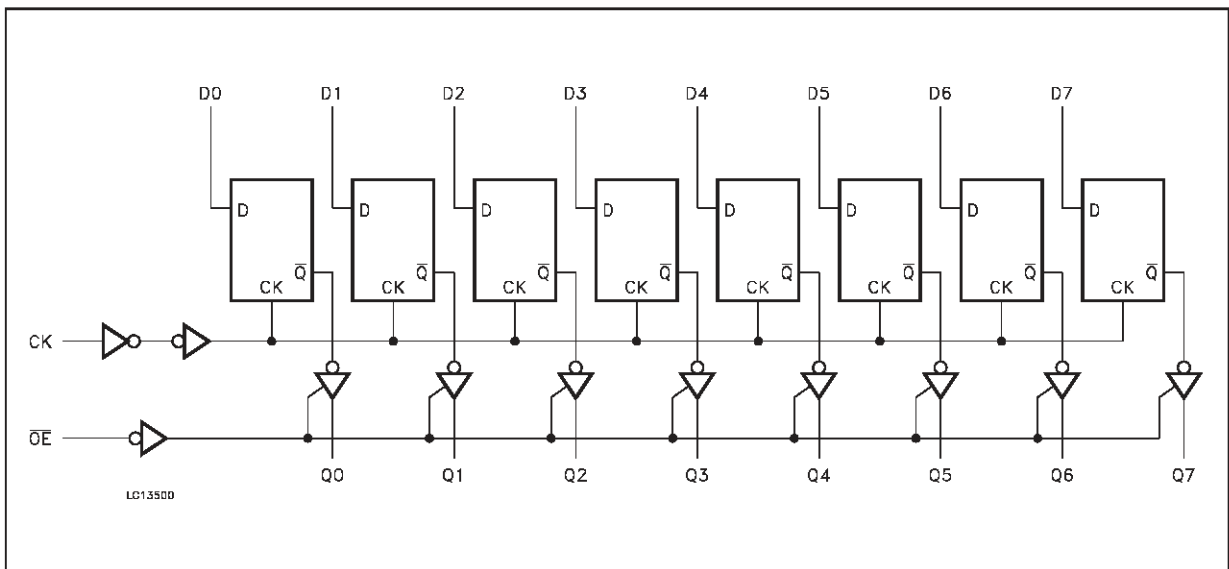 D0 D1 D2 D3 D4 D5 D6 D7
D D D D D D D D
Q̅ Q̅ Q̅ Q̅ Q̅ Q̅ Q̅ Q̅
CK CK CK CK CK CK CK CK
CK
O̅E̅
Q0 Q1 Q2 Q3 Q4 Q5 Q6 Q7
LC13500